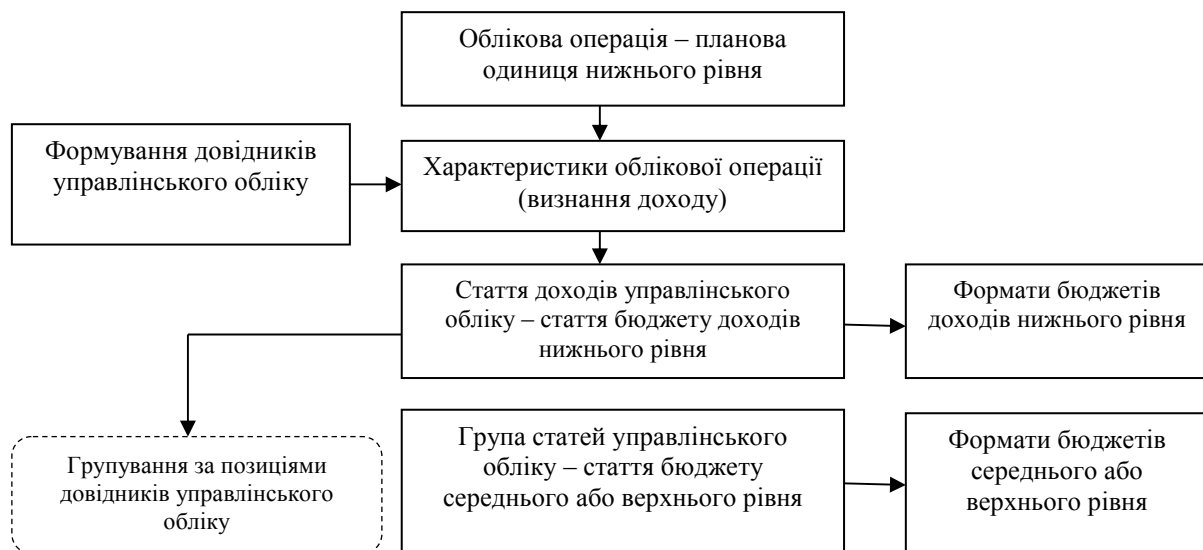 Облікова операція – планова
одиниця нижнього рівня
Формування довідників
управлінського обліку
Характеристики облікової операції
(визнання доходу)
Стаття доходів управлінського
обліку – стаття бюджету доходів
нижнього рівня
Формати бюджетів
доходів нижнього рівня
Групування за позиціями
довідників управлінського
обліку
Група статей управлінського
обліку – стаття бюджету
середнього або верхнього рівня
Формати бюджетів
середнього або
верхнього рівня